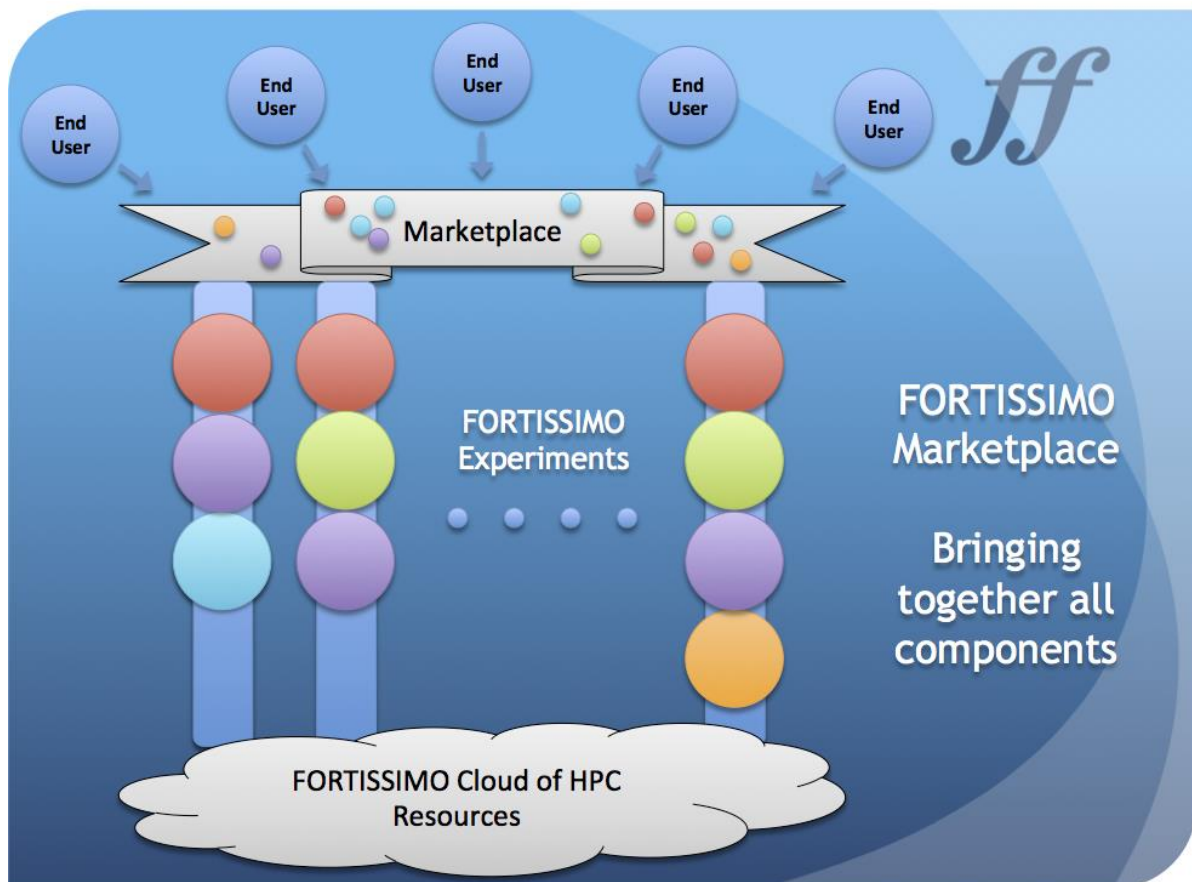 End
User
End
User
End
User
End
User
End
User
ff
Marketplace
FORTISSIMO
Experiments
FORTISSIMO
Marketplace
Bringing
together all
components
FORTISSIMO Cloud of HPC
Resources